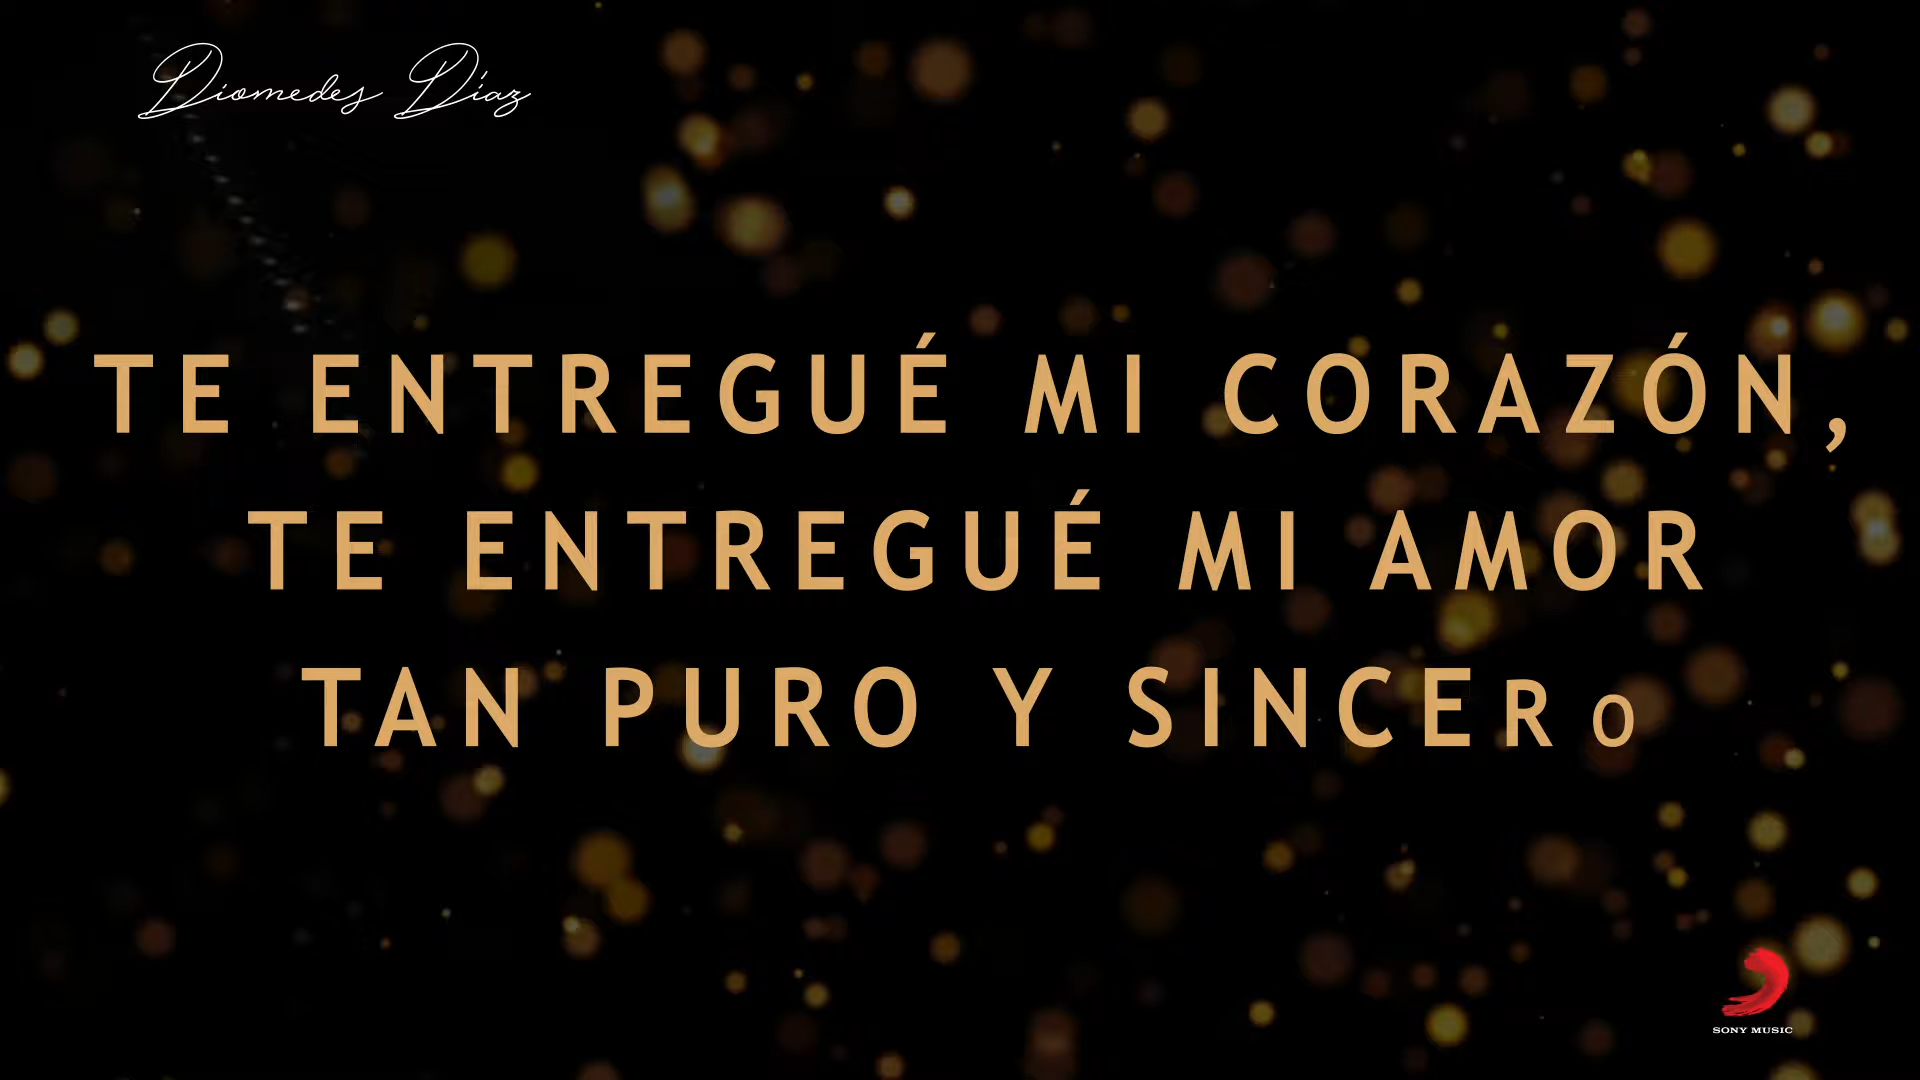 Diomedes Díaz
TE ENTREGUÉ MI CORAZÓN,
TE ENTREGUÉ MI AMOR
TAN PURO Y SINCERO
SONY MUSIC